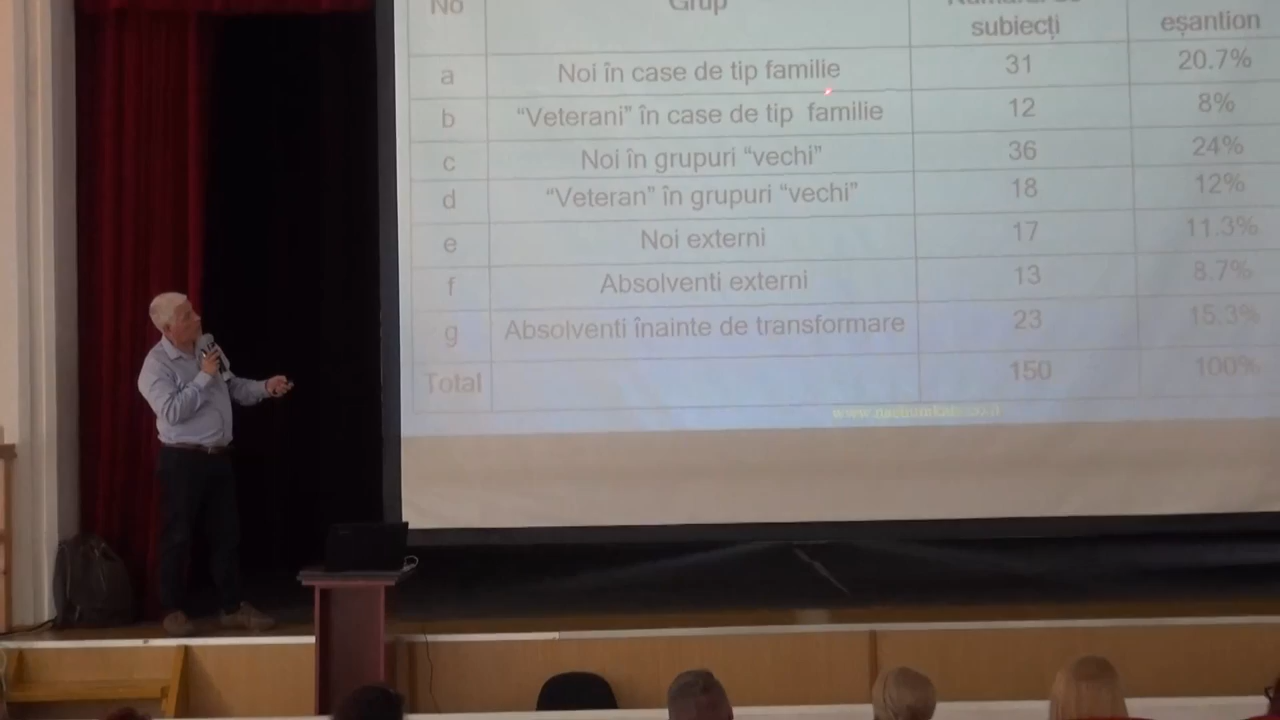 No Grup
subiecți eșantion
a Noi în case de tip familie 31 20.7%
b “Veterani” în case de tip familie 12 8%
c Noi în grupuri “vechi” 36 24%
d “Veteran” în grupuri “vechi” 18 12%
e Noi externi 17 11.3%
f Absolventi externi 13 8.7%
g Absolventi înainte de transformare 23 15.3%
Total 150 100%